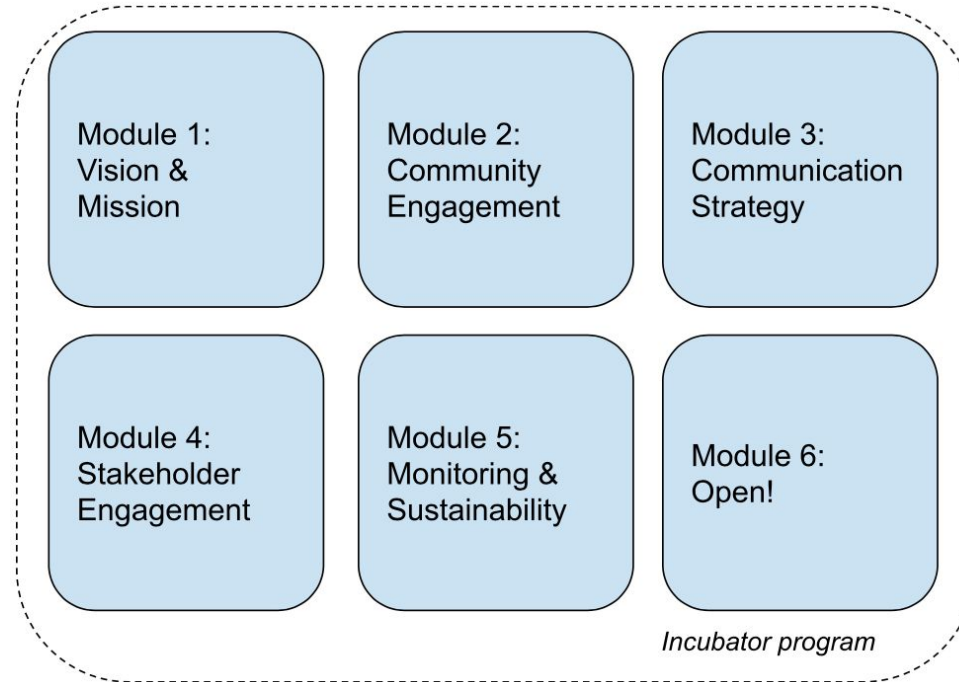 Module 1:
Vision &
Mission
Module 2:
Community
Engagement
Module 3:
Communication
Strategy
Module 4:
Stakeholder
Engagement
Module 5:
Monitoring &
Sustainability
Module 6:
Open!
Incubator program